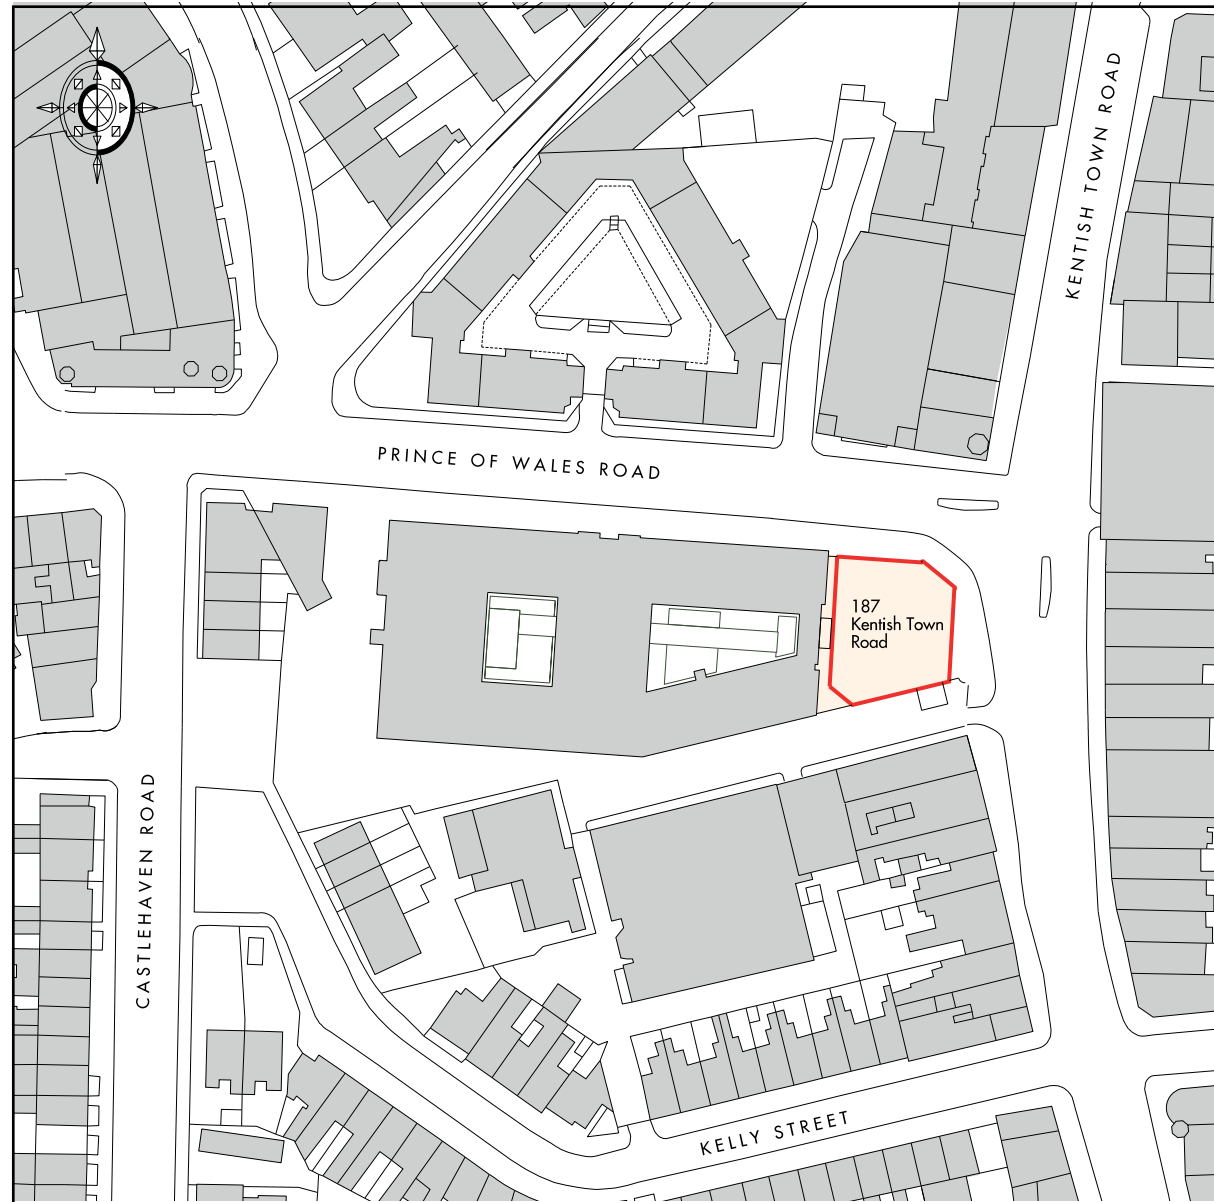 KENTISH TOWN ROAD
PRINCE OF WALES ROAD
187
Kentish Town
Road
CASTLEHAVEN ROAD
KELLY STREET